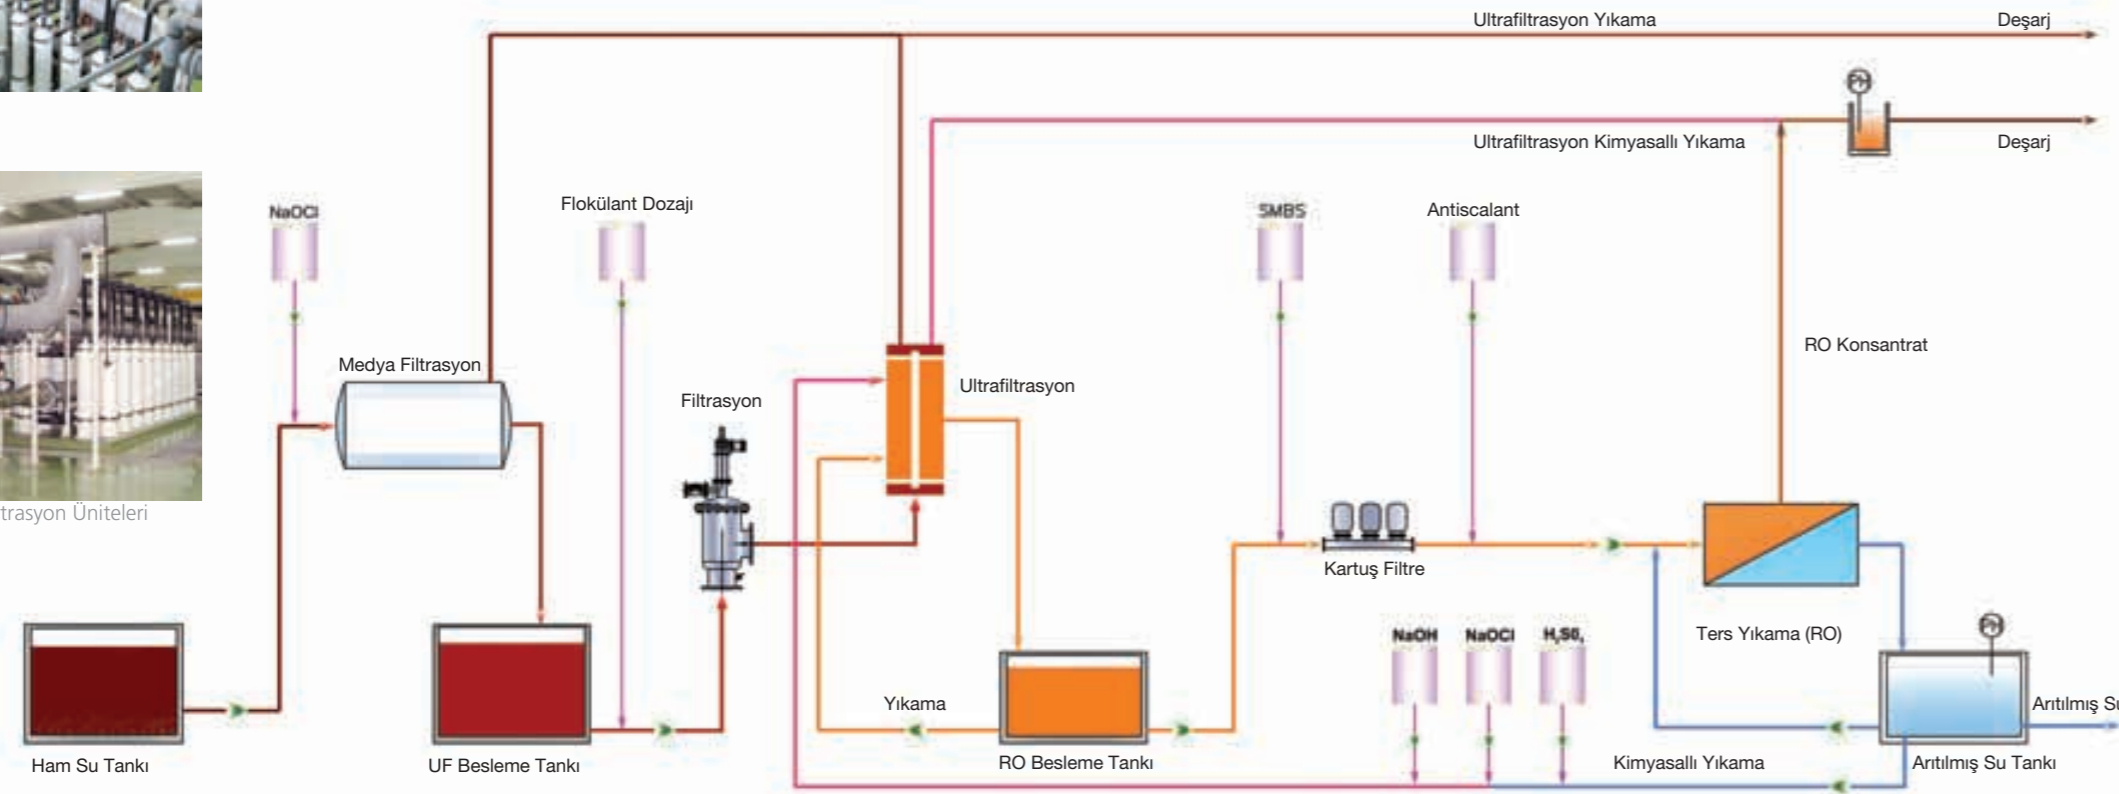 Ultrafiltrasyon Yıkama
Deşarj
PH
Ultrafiltrasyon Kimyasallı Yıkama
Deşarj
NaOCl
Flokülant Dozajı
SMBS
Antiscalant
RO Konsantrat
Medya Filtrasyon
Filtrasyon
Ultrafiltrasyon
trasyon Üniteleri
Kartuş Filtre
NaOH
NaOCl
H₂SO₄
Ters Yıkama (RO)
PH
Yıkama
Arıtılmış Su
Ham Su Tankı
UF Besleme Tankı
RO Besleme Tankı
Kimyasallı Yıkama
Arıtılmış Su Tankı